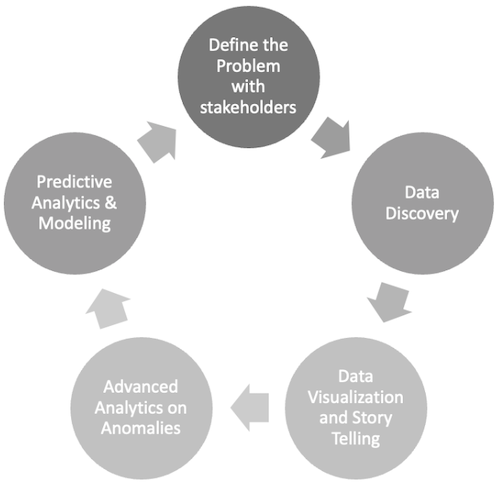 Define the
Problem
with
stakeholders
Data
Discovery
Data
Visualization
and Story
Telling
Advanced
Analytics on
Anomalies
Predictive
Analytics &
Modeling